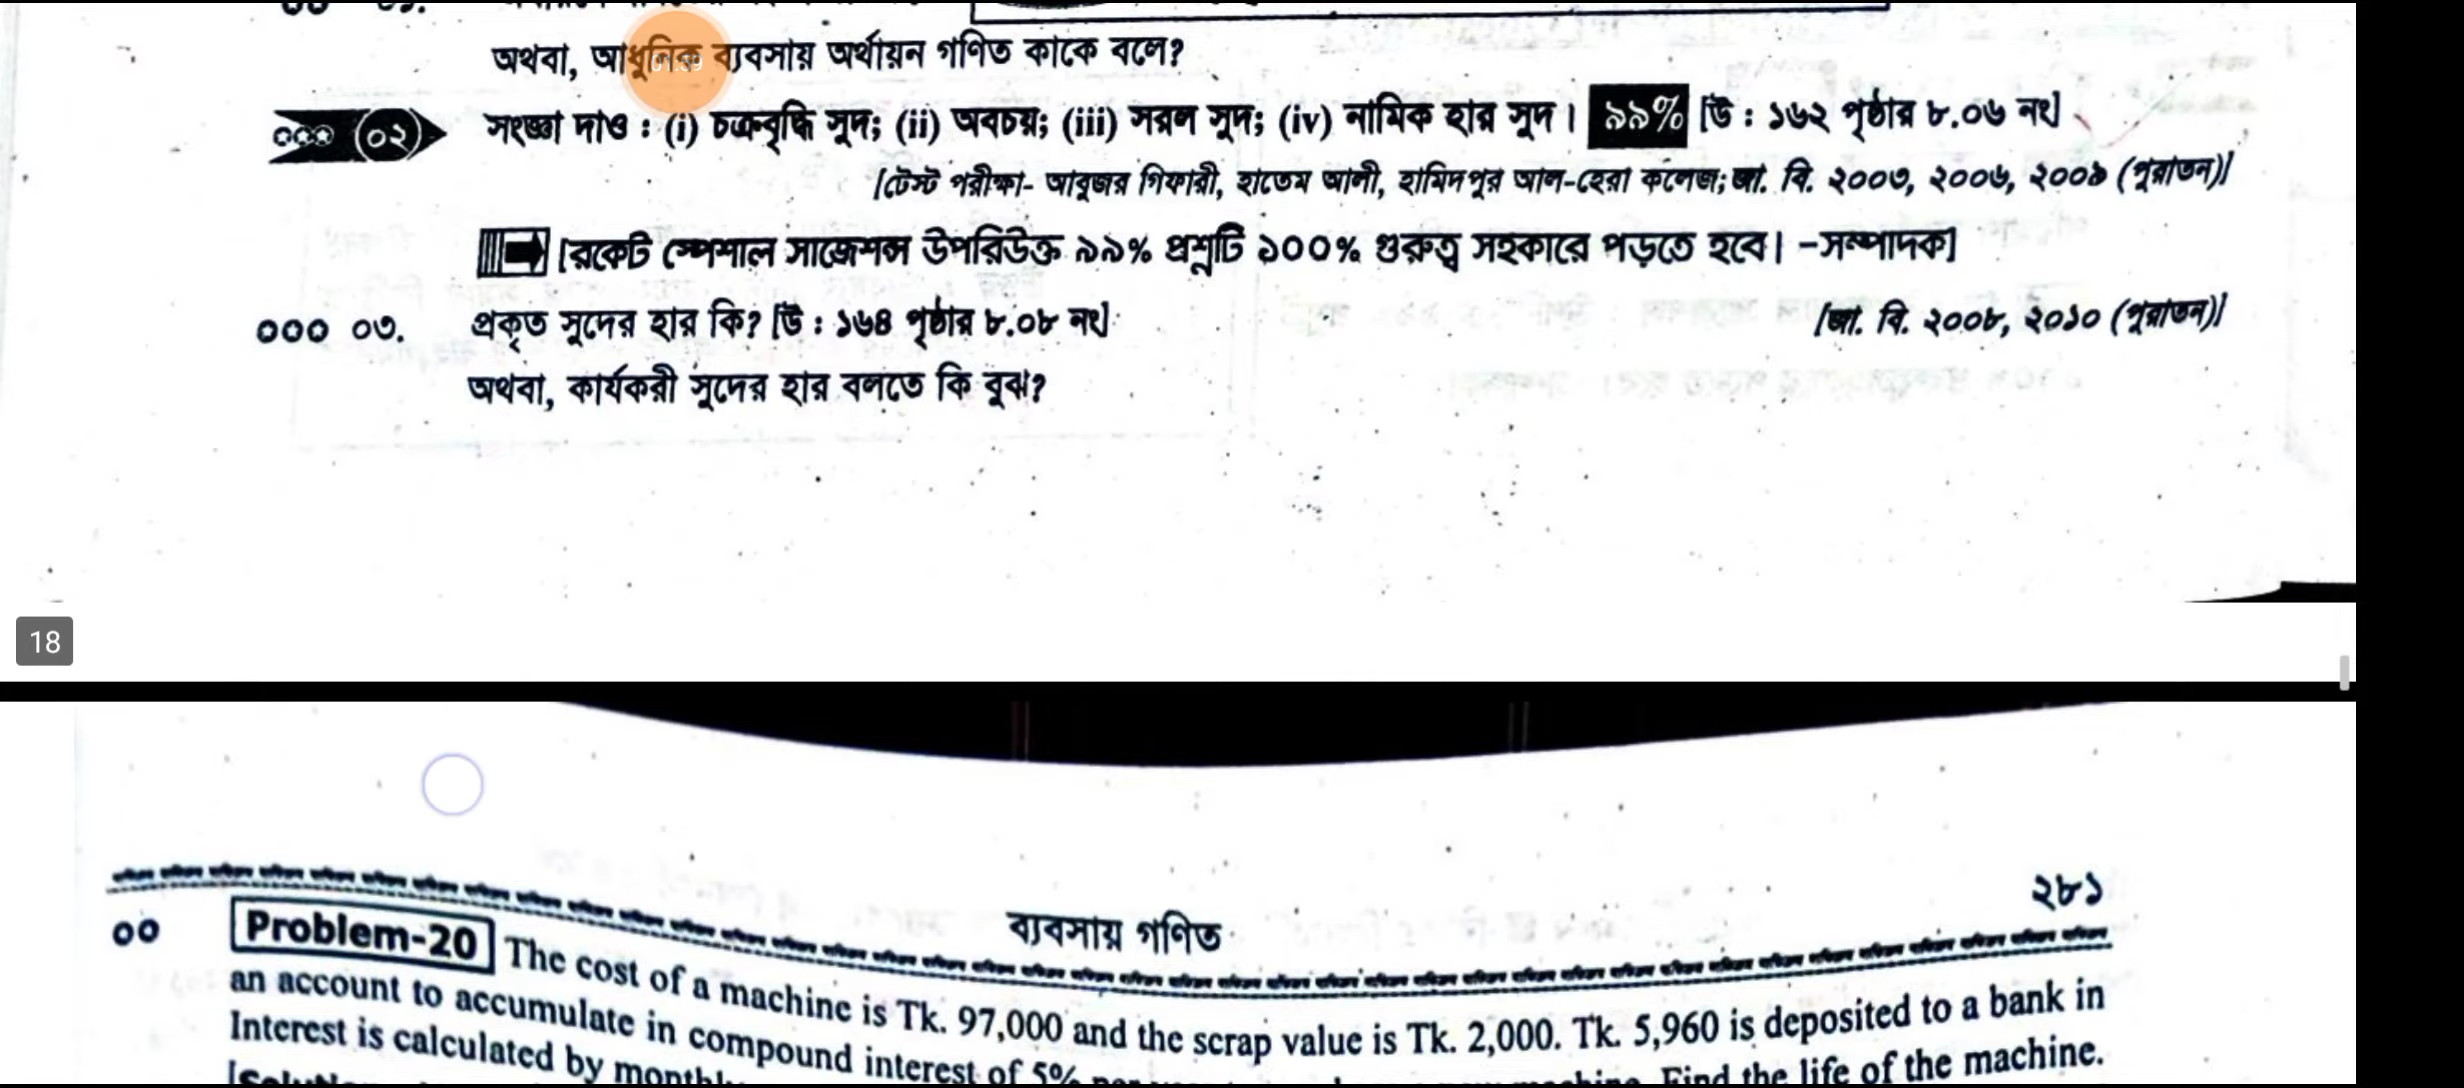 অথবা, আধুনিক ব্যবসায় অর্থায়ন গণিত কাকে বলে?
০০০ (০২) সংজ্ঞা দাও : (i) চক্রবৃদ্ধি সুদ; (ii) অবচয়; (iii) সরল সুদ; (iv) নামিক হার সুদ। ৯৯% [উ : ১৬২ পৃষ্ঠার ৮.০৬ নং]
[টেস্ট পরীক্ষা- আবুজর গিফারী, হাতেম আলী, হামিদপুর আল-হেরা কলেজ; জা. বি. ২০০৩, ২০০৬, ২০০৯ (পুরাতন)]
[রকেট স্পেশাল সাজেশন্স উপরিউক্ত ৯৯% প্রশ্নটি ১০০% গুরুত্ব সহকারে পড়তে হবে। -সম্পাদক]
০০০ ০৩. প্রকৃত সুদের হার কি? [উ : ১৬৪ পৃষ্ঠার ৮.০৮ নং] [জা. বি. ২০০৮, ২০১০ (পুরাতন)]
অথবা, কার্যকরী সুদের হার বলতে কি বুঝ?
18
ব্যবসায় গণিত ২৮১
০০ Problem-20 The cost of a machine is Tk. 97,000 and the scrap value is Tk. 2,000. Tk. 5,960 is deposited to a bank in
an account to accumulate in compound interest of 5% Find the life of the machine.
Interest is calculated by